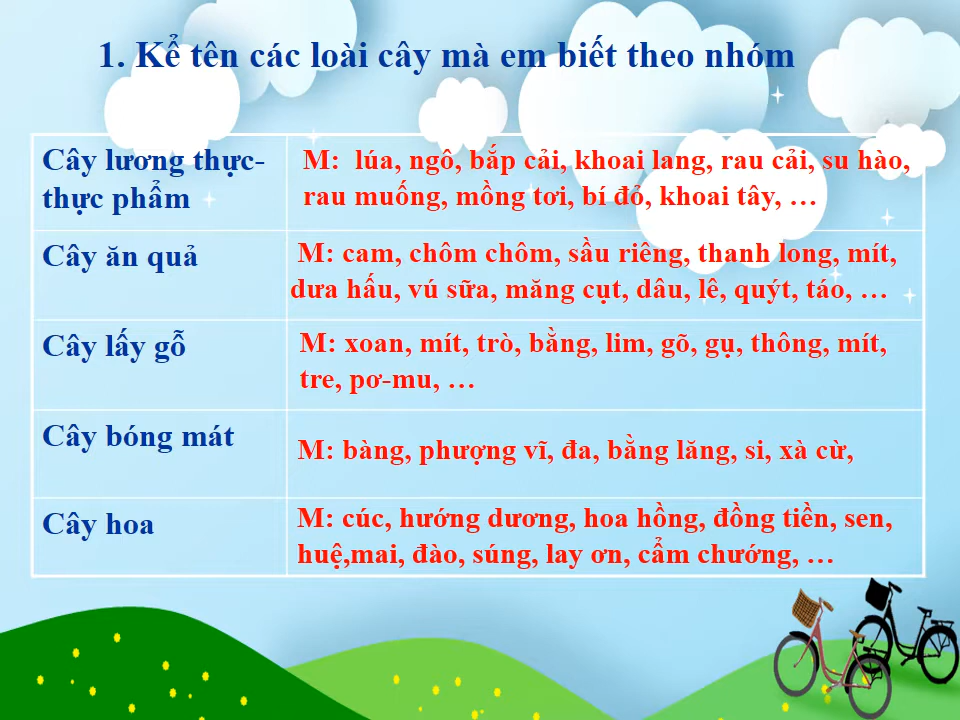 1. Kể tên các loài cây mà em biết theo nhóm
Cây lương thực-
thực phẩm
M: lúa, ngô, bắp cải, khoai lang, rau cải, su hào,
rau muống, mồng tơi, bí đỏ, khoai tây, …
Cây ăn quả
M: cam, chôm chôm, sầu riêng, thanh long, mít,
dưa hấu, vú sữa, măng cụt, dâu, lê, quýt, táo, …
Cây lấy gỗ
M: xoan, mít, trò, bằng, lim, gõ, gụ, thông, mít,
tre, pơ-mu, …
Cây bóng mát
M: bàng, phượng vĩ, đa, bằng lăng, si, xà cừ,
Cây hoa
M: cúc, hướng dương, hoa hồng, đồng tiền, sen,
huệ,mai, đào, súng, lay ơn, cẩm chướng, …